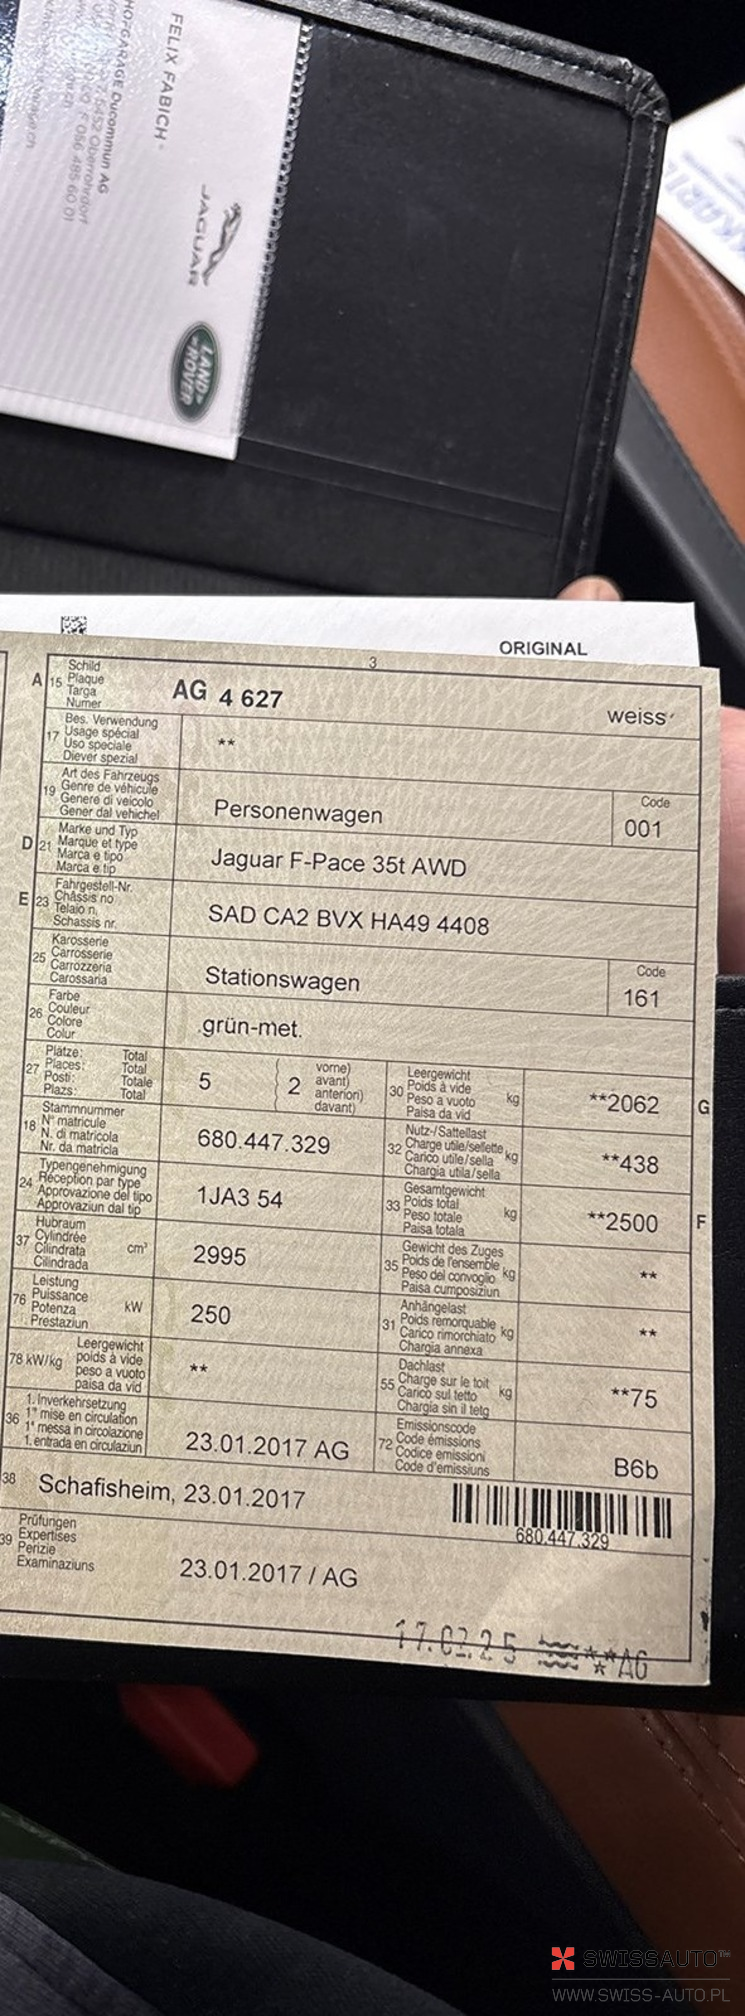 FELIX FABICH
HOFGARAGE Ducommun AG
5452 Oberrohrdorf
056 485 60 01
JAGUAR
LAND ROVER
ORIGINAL
3
A 15 Schild
Plaque
Targa
Numer
AG 4 627
weiss
17 Bes. Verwendung
Usage spécial
Uso speciale
Diever spezial
**
19 Art des Fahrzeugs
Genre de véhicule
Genere di veicolo
Gener dal vehichel
Personenwagen
Code
001
D 21 Marke und Typ
Marque et type
Marca e tipo
Marca e tip
Jaguar F-Pace 35t AWD
E 23 Fahrgestell-Nr.
Châssis no
Telaio n.
Schassis nr.
SAD CA2 BVX HA49 4408
25 Karosserie
Carrosserie
Carrozzeria
Carossaria
Stationswagen
Code
161
26 Farbe
Couleur
Colore
Colur
grün-met.
27 Plätze: Total
Places: Total
Posti: Totale
Plazs: Total
5
2
vorne)
avant)
anteriori)
davant)
30 Leergewicht
Poids à vide
Peso a vuoto
Paisa da vid
kg
**2062
G
18 Stammnummer
N° matricule
N. di matricola
Nr. da matricla
680.447.329
32 Nutz-/Sattellast
Charge utile/sellette
Carico utile/sella
Chargia utila/sella
kg
**438
24 Typengenehmigung
Réception par type
Approvazione del tipo
Approvaziun dal tip
1JA3 54
33 Gesamtgewicht
Poids total
Peso totale
Paisa totala
kg
**2500
F
37 Hubraum
Cylindrée
Cilindrata
Cilindrada
cm³
2995
35 Gewicht des Zuges
Poids de l'ensemble
Peso del convoglio
Paisa cumposiziun
kg
**
76 Leistung
Puissance
Potenza
Prestaziun
kW
250
31 Anhängelast
Poids remorquable
Carico rimorchiato
Chargia annexa
kg
**
78 kW/kg
Leergewicht
poids à vide
peso a vuoto
paisa da vid
**
55 Dachlast
Charge sur le toit
Carico sul tetto
Chargia sin il tetg
kg
**75
36 1. Inverkehrsetzung
1re mise en circulation
1a messa in circolazione
1. entrada en circulaziun
23.01.2017 AG
72 Emissionscode
Code émissions
Codice emissioni
Code d'emissiuns
B6b
38 Schafisheim, 23.01.2017
680.447.329
39 Prüfungen
Expertises
Perizie
Examinaziuns
23.01.2017 / AG
17.02.25
AG
SWISSAUTO™
WWW.SWISS-AUTO.PL